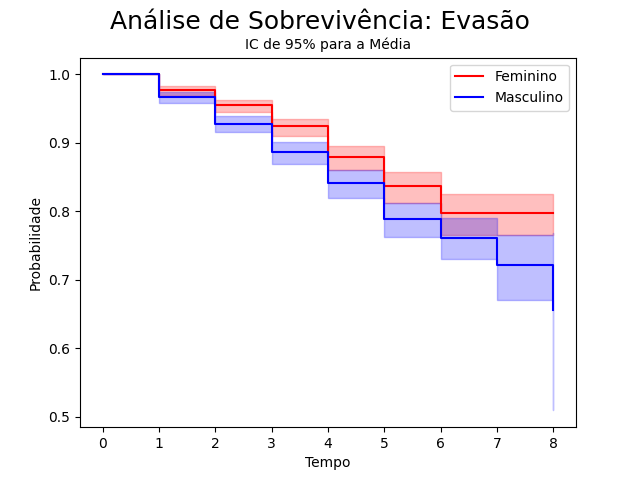 Análise de Sobrevivência: Evasão
IC de 95% para a Média
Feminino
Masculino
Probabilidade
1.0
0.9
0.8
0.7
0.6
0.5
0 1 2 3 4 5 6 7 8
Tempo